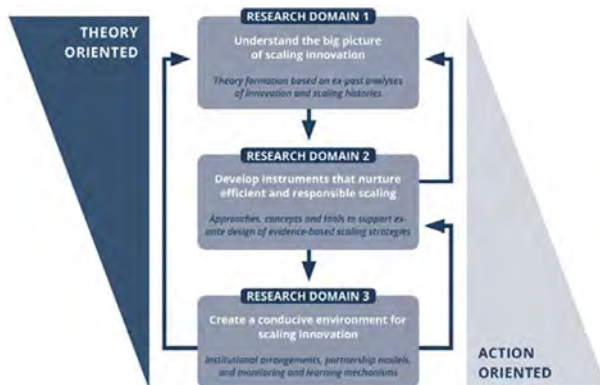 THEORY
ORIENTED
RESEARCH DOMAIN 1
Understand the big picture
of scaling innovation
Theory formation based on ex-post analyses
of innovation and scaling histories
RESEARCH DOMAIN 2
Develop instruments that nurture
efficient and responsible scaling
Approaches, concepts and tools to support ex-
ante design of evidence-based scaling strategies
RESEARCH DOMAIN 3
Create a conducive environment for
scaling innovation
Institutional arrangements, partnership models,
and monitoring and learning mechanisms
ACTION
ORIENTED